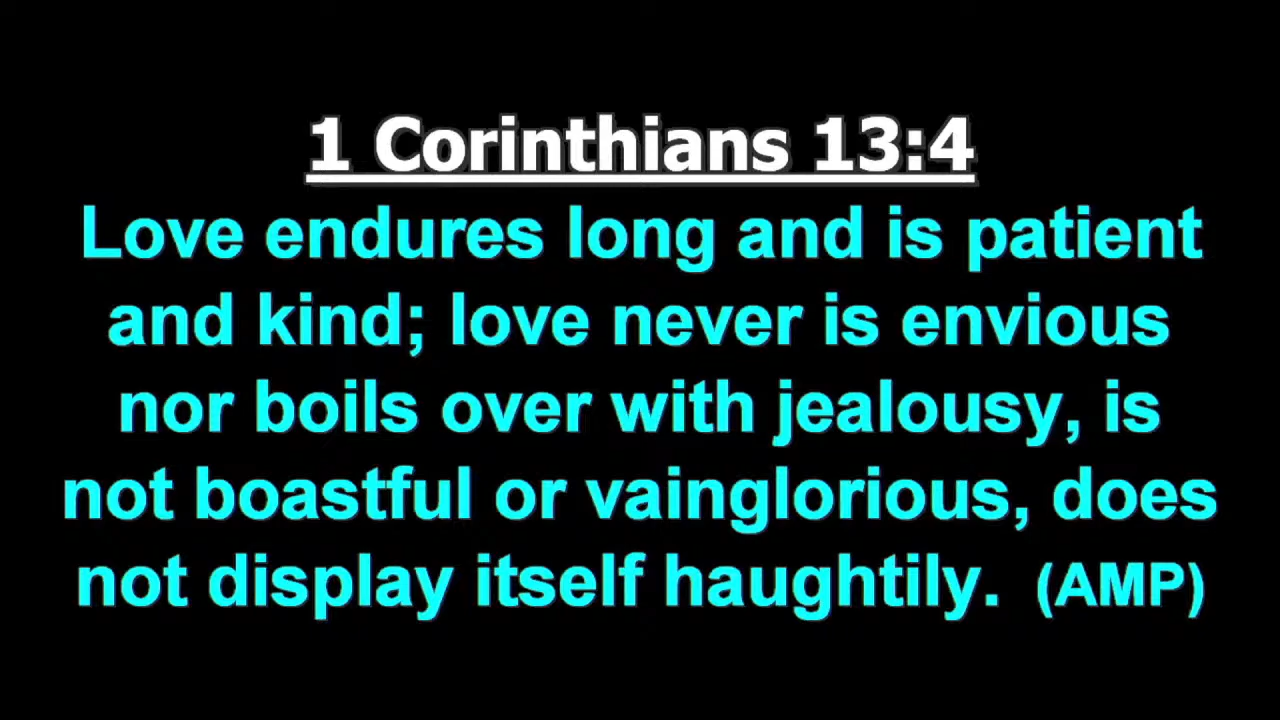 1 Corinthians 13:4
Love endures long and is patient
and kind; love never is envious
nor boils over with jealousy, is
not boastful or vainglorious, does
not display itself haughtily. (AMP)